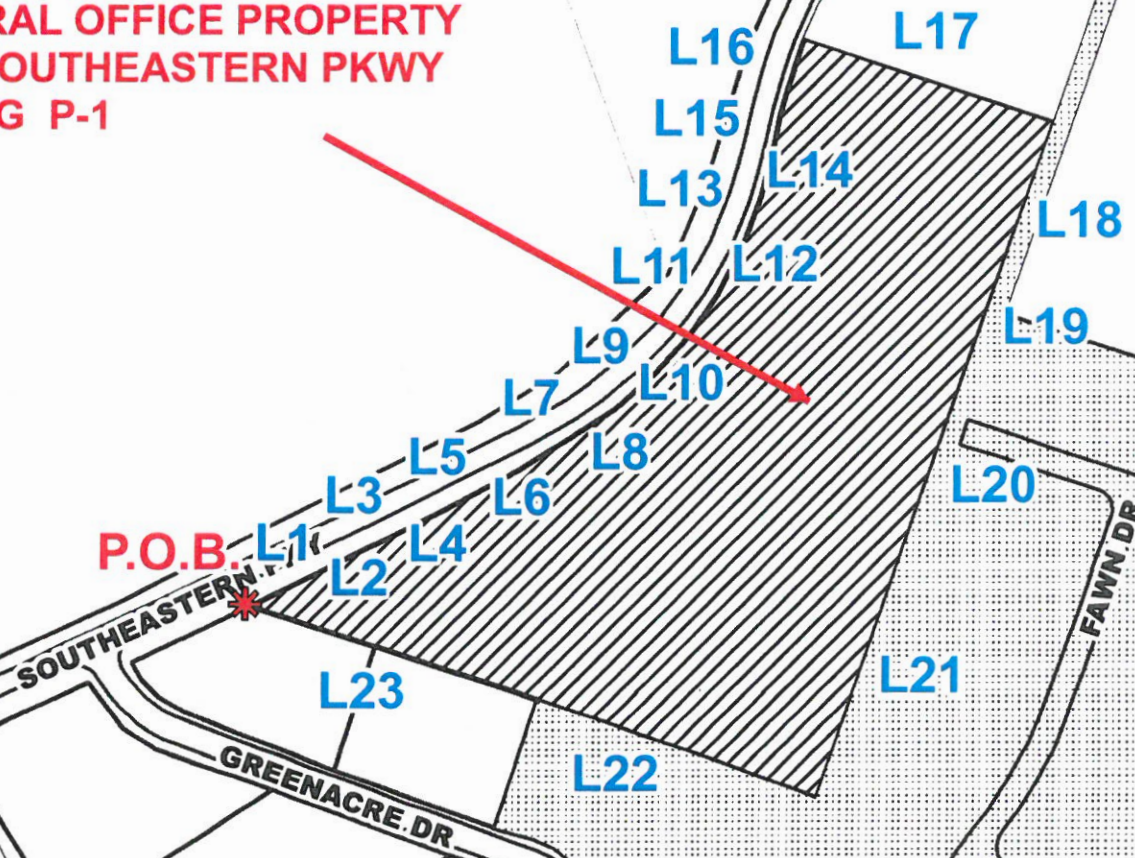 RAL OFFICE PROPERTY
OUTHEASTERN PKWY
G P-1
L16
L17
L15
L14
L13
L18
L11
L12
L19
L9
L10
L7
L8
L5
L20
L3
L6
P.O.B.
L1
L4
L2
SOUTHEASTERN PKY
FAWN DR
L21
L23
L22
GREENACRE DR